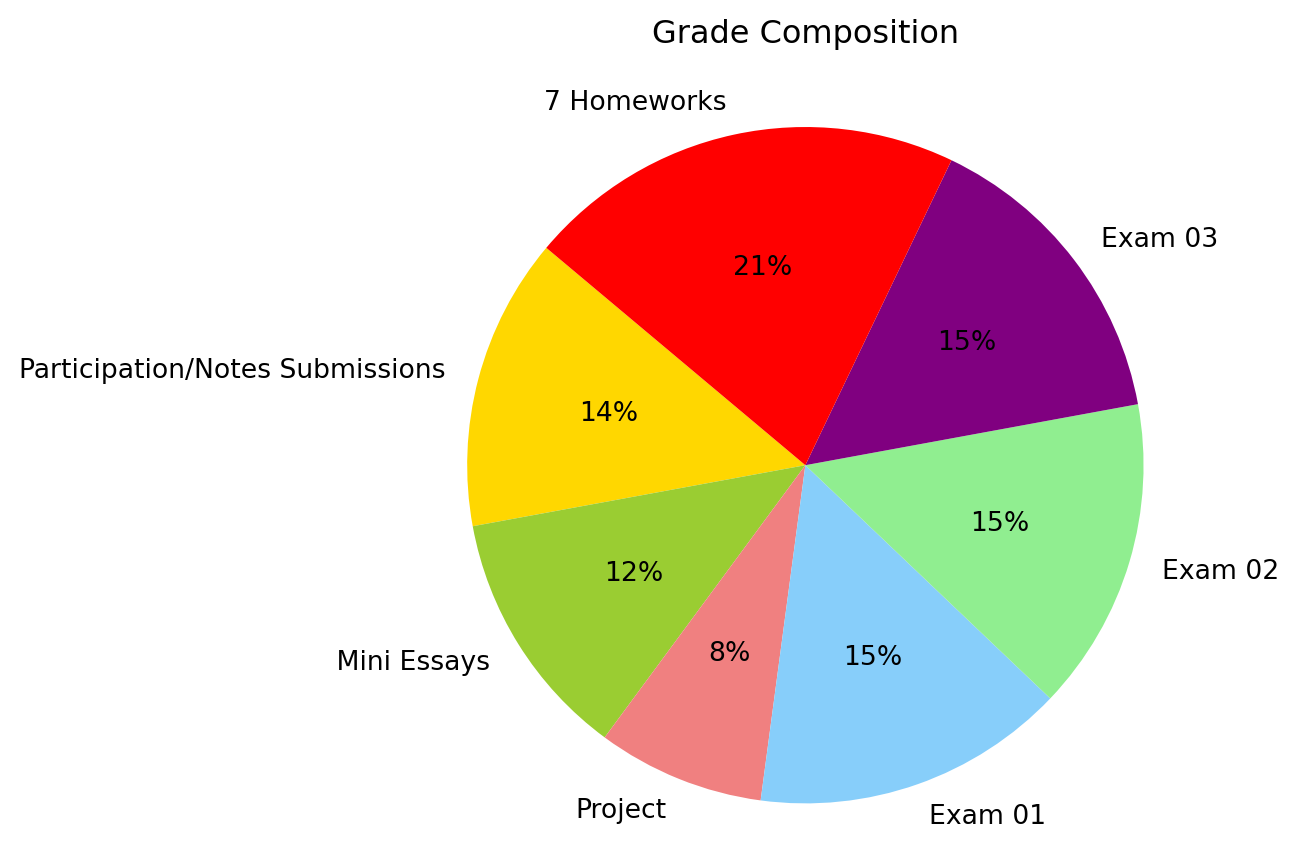 Grade Composition
7 Homeworks
Exam 03
21%
15%
Participation/Notes Submissions
14%
15%
Exam 02
12%
Mini Essays
8%
15%
Project
Exam 01